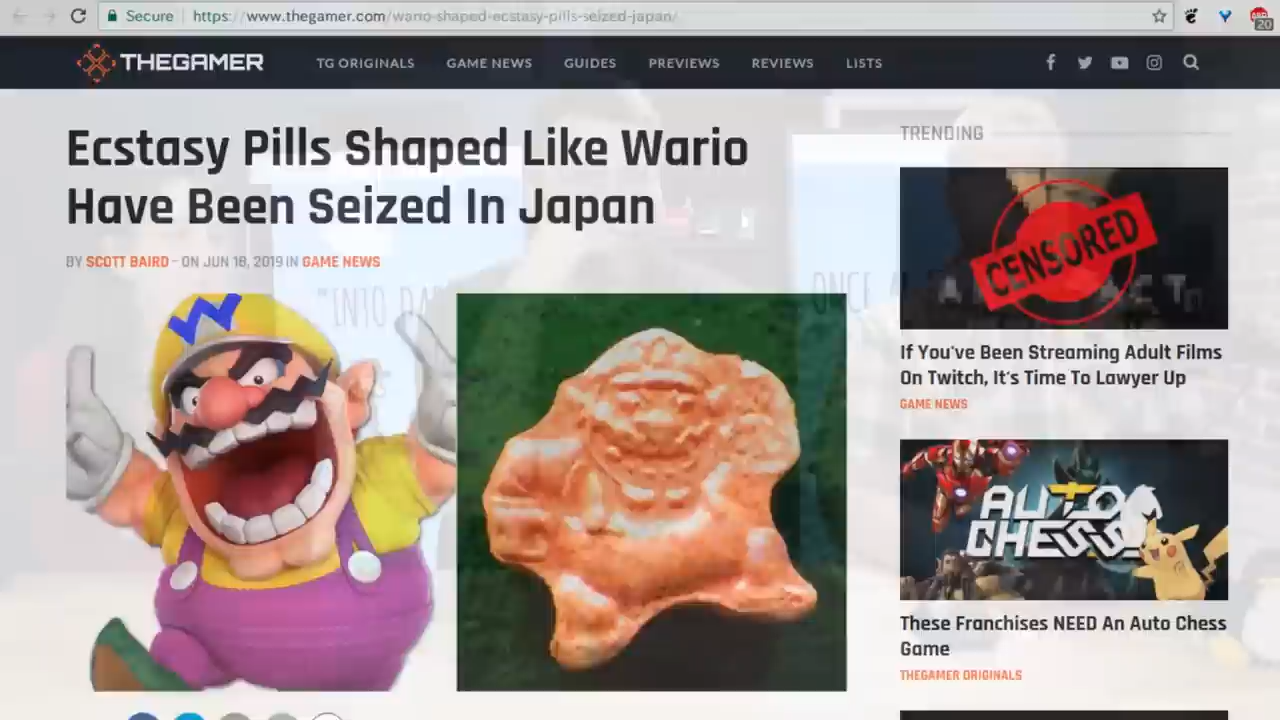 Secure https://www.thegamer.com/wario-shaped-ecstasy-pills-seized-japan/
20
THEGAMER
TG ORIGINALS GAME NEWS GUIDES PREVIEWS REVIEWS LISTS
Ecstasy Pills Shaped Like Wario
Have Been Seized In Japan
BY SCOTT BAIRD - ON JUN 18, 2019 IN GAME NEWS
"INTO
ONCE
W
TRENDING
CENSORED
If You've Been Streaming Adult Films
On Twitch, It's Time To Lawyer Up
GAME NEWS
AUTO
CHESS
These Franchises NEED An Auto Chess
Game
THEGAMER ORIGINALS